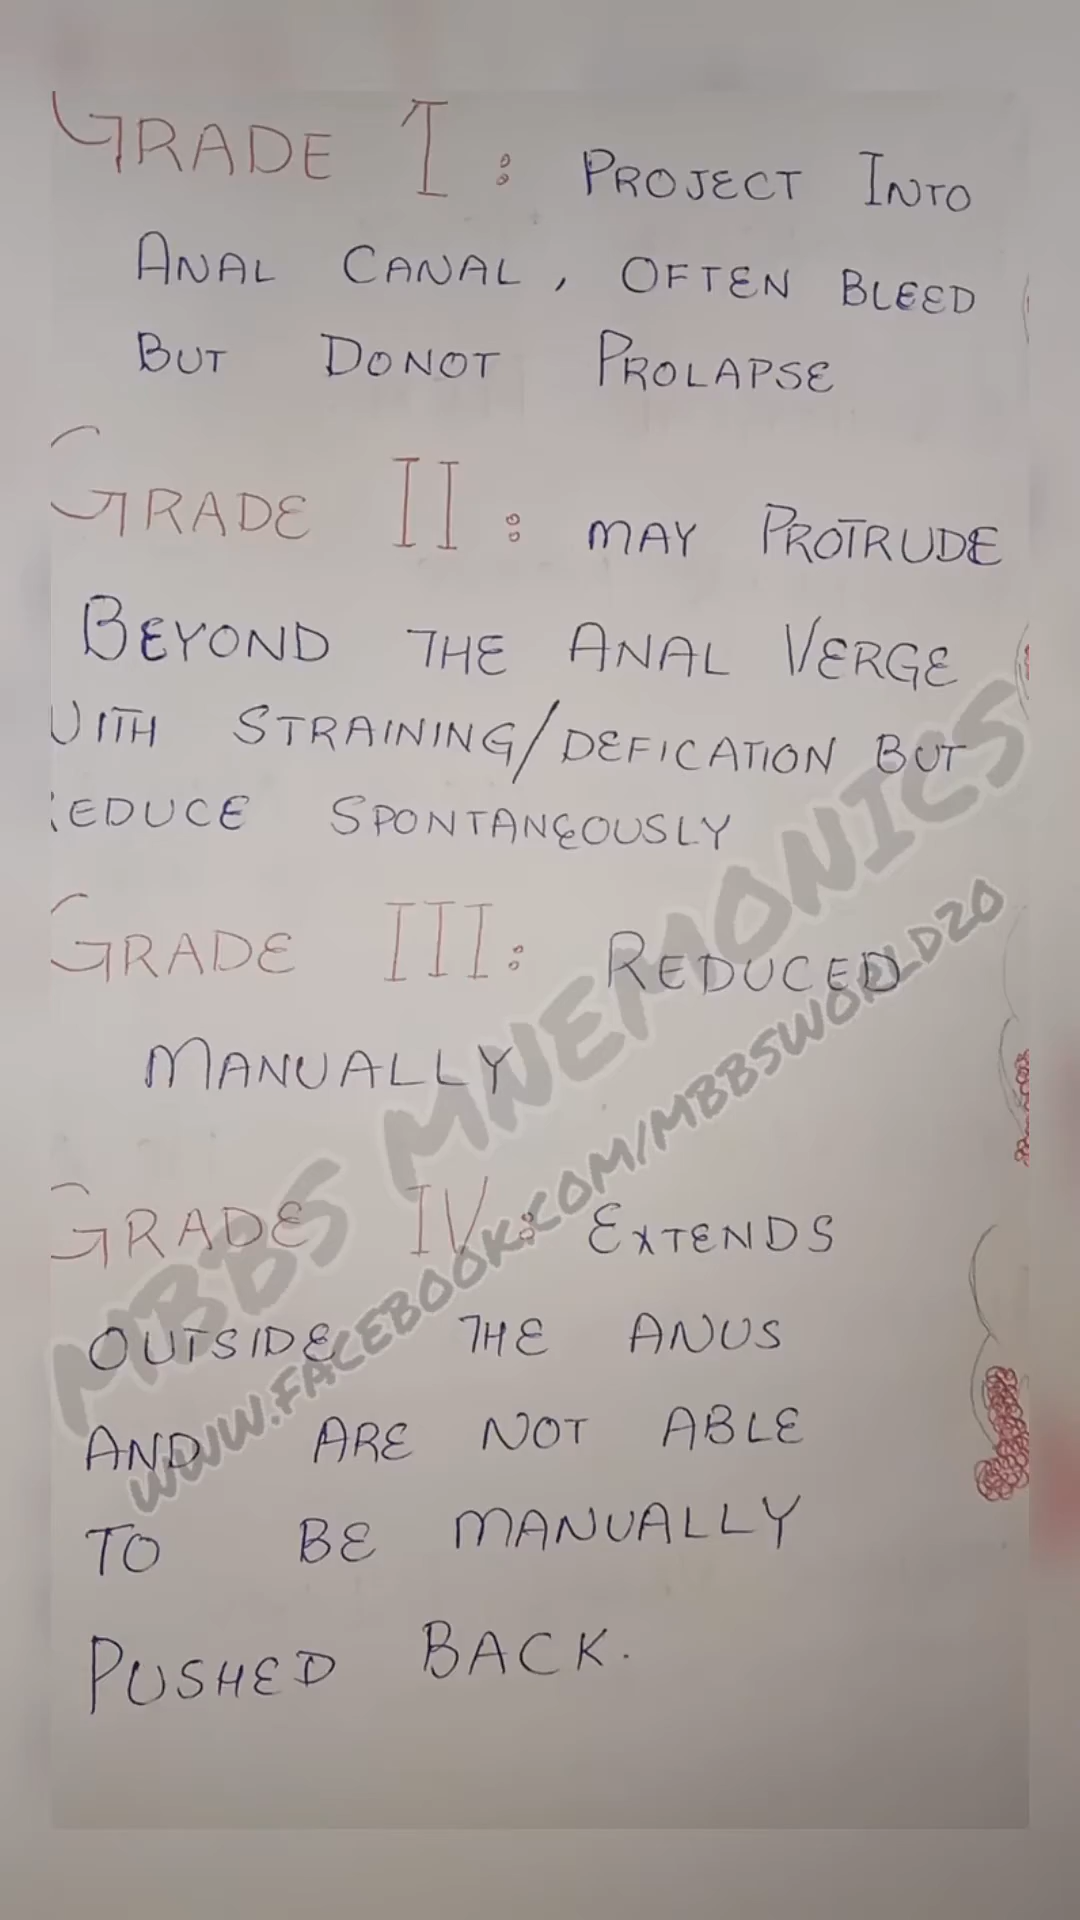 GRADE I : PROJECT INTO
ANAL CANAL, OFTEN BLEED
BUT DONOT PROLAPSE
GRADE II : MAY PROTRUDE
BEYOND THE ANAL VERGE
WITH STRAINING/DEFICATION BUT
REDUCE SPONTANEOUSLY
GRADE III : REDUCED
MANUALLY
GRADE IV : EXTENDS
OUTSIDE THE ANUS
AND ARE NOT ABLE
TO BE MANUALLY
PUSHED BACK.
MBBS MNEMONICS
WWW.FACEBOOK.COM/MBBSWORLD20